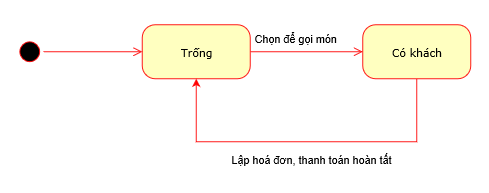 Trống
Chọn để gọi món
Có khách
Lập hoá đơn, thanh toán hoàn tất